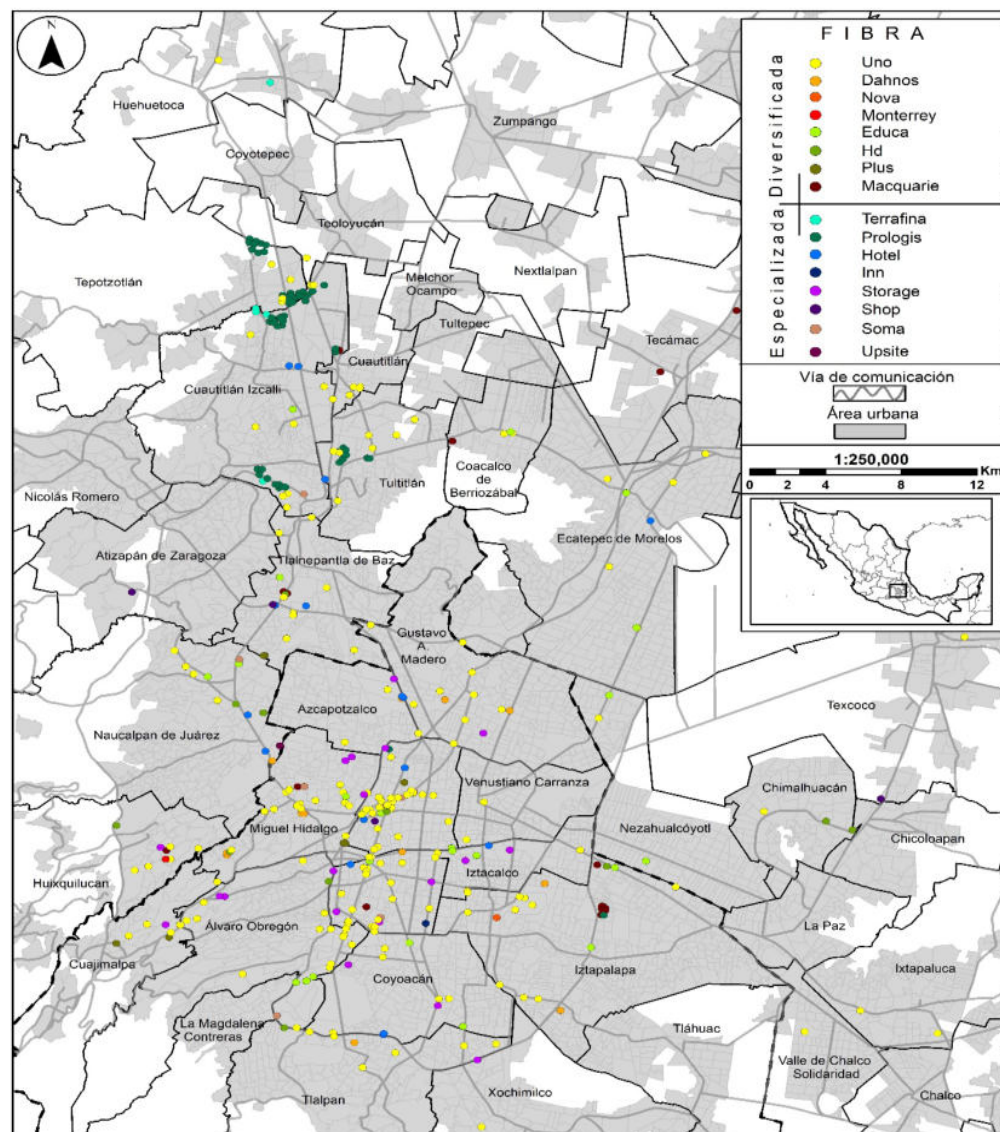 N
F I B R A
Diversificada
Uno
Dahnos
Nova
Monterrey
Educa
Hd
Plus
Macquarie
Especializada
Terrafina
Prologis
Hotel
Inn
Storage
Shop
Soma
Upsite
Vía de comunicación
Área urbana
1:250,000
Km
0 2 4 8 12
Huehuetoca
Zumpango
Coyotepec
Teoloyucán
Tepotzotlán
Melchor
Ocampo
Nextlalpan
Tultepec
Tecámac
Cuautitlán
Cuautitlán Izcalli
Coacalco
de
Berriozábal
Tultitlán
Nicolás Romero
Ecatepec de Morelos
Atizapán de Zaragoza
Tlalnepantla de Baz
Gustavo
A.
Madero
Azcapotzalco
Texcoco
Naucalpan de Juárez
Venustiano Carranza
Chimalhuacán
Miguel Hidalgo
Nezahualcóyotl
Chicoloapan
Huixquilucan
Iztacalco
Álvaro Obregón
La Paz
Cuajimalpa
Coyoacán
Iztapalapa
Ixtapaluca
La Magdalena
Contreras
Tláhuac
Valle de Chalco
Solidaridad
Tlalpan
Xochimilco
Chalco